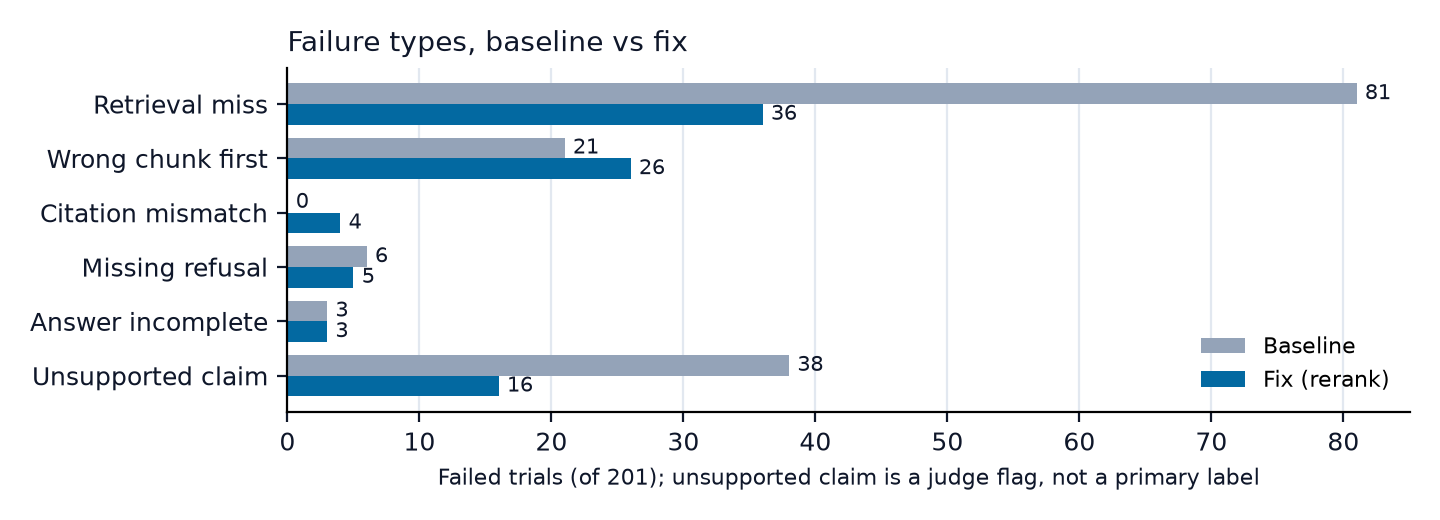 Failure types, baseline vs fix
Retrieval miss
81
36
Wrong chunk first
21
26
Citation mismatch
0
4
Missing refusal
6
5
Answer incomplete
3
3
Unsupported claim
38
16
Baseline
Fix (rerank)
0 10 20 30 40 50 60 70 80
Failed trials (of 201); unsupported claim is a judge flag, not a primary label